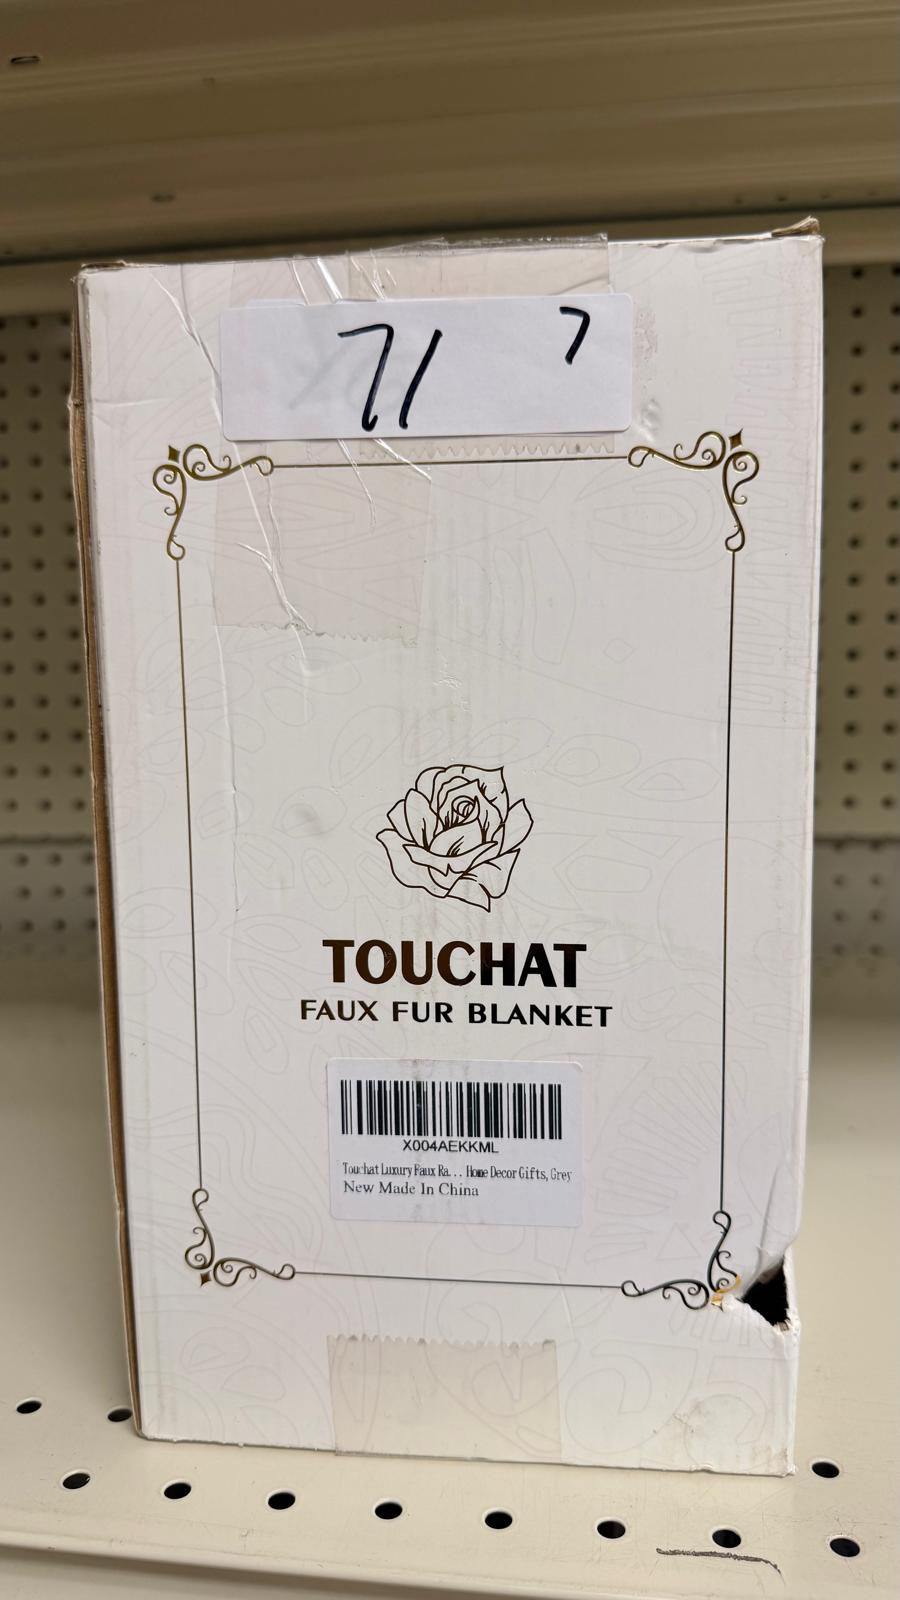 71
7
TOUCHAT
FAUX FUR BLANKET
X004AEKKML
Touchat Luxury Faux Ra... Home Decor Gifts, Grey
New Made In China